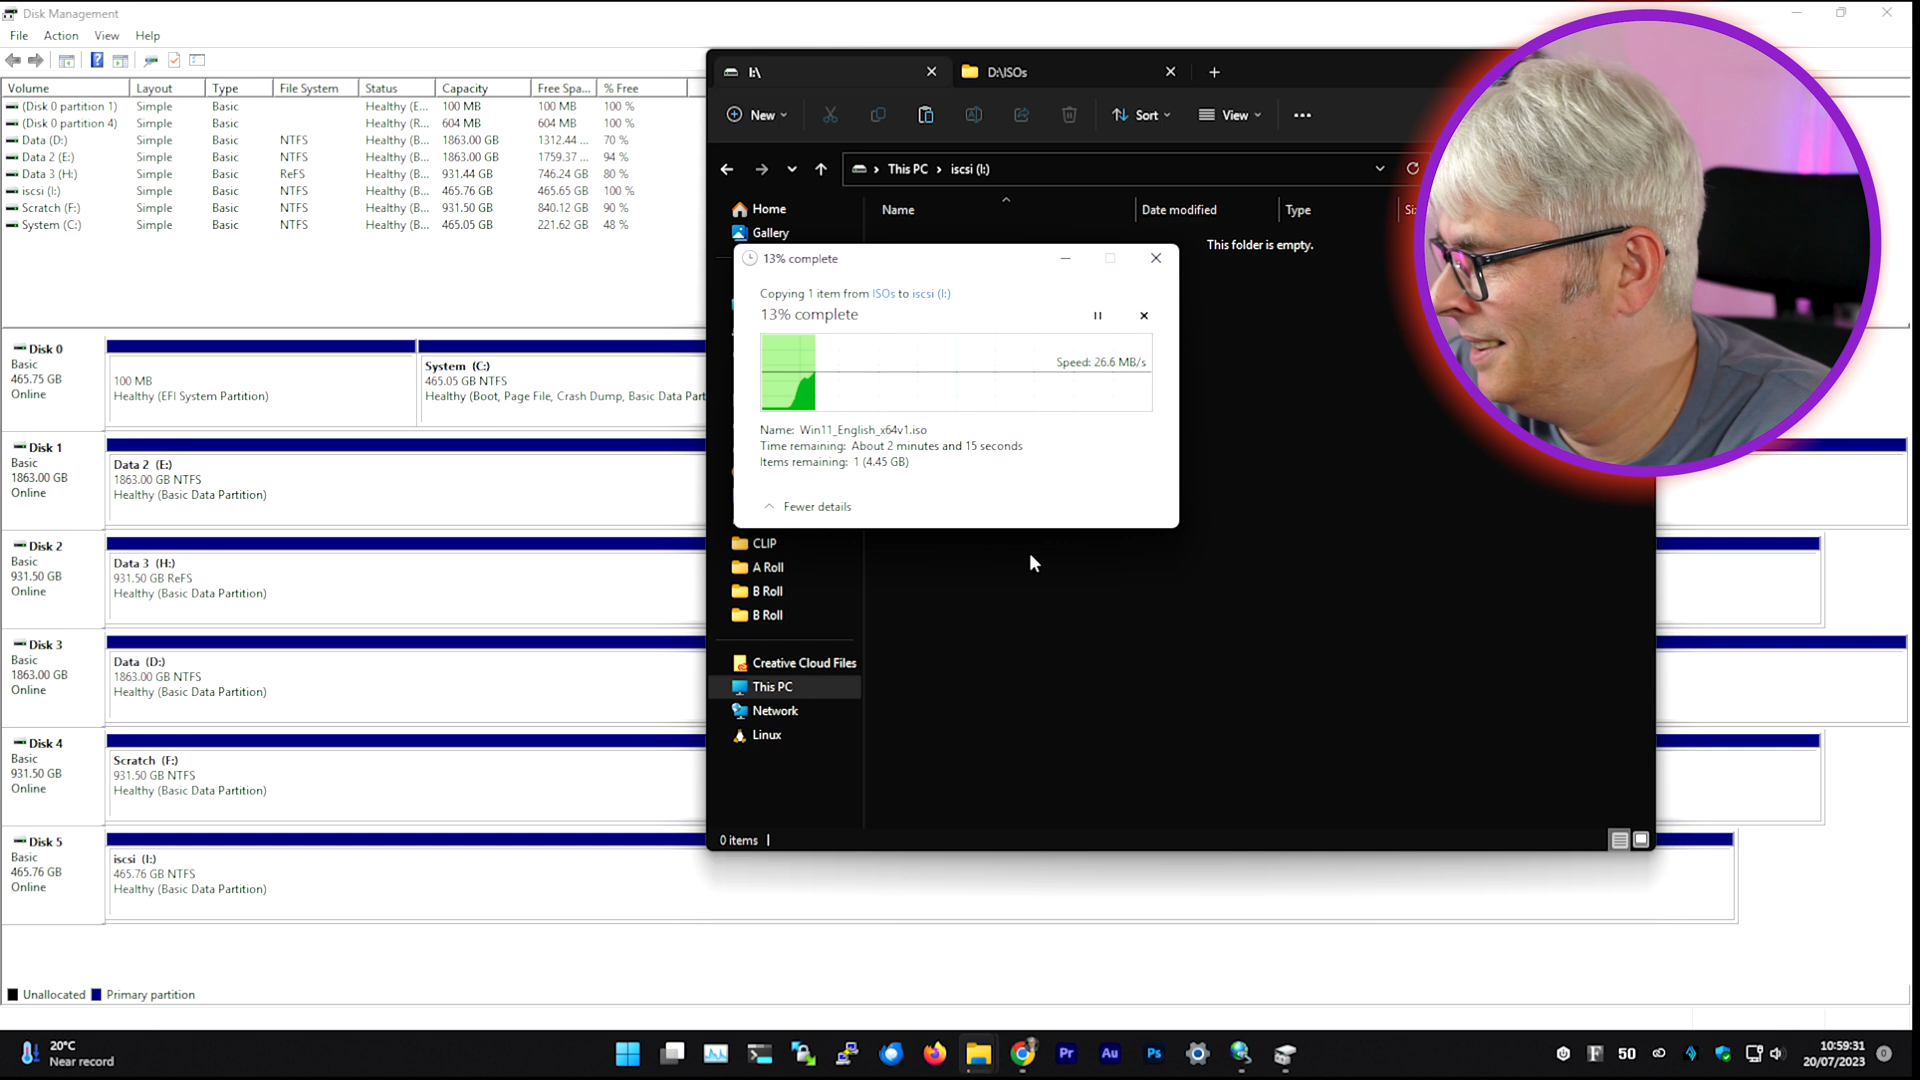 Disk Management
File Action View Help
Volume Layout Type File System Status Capacity Free Spa... % Free
(Disk 0 partition 1) Simple Basic Healthy (E... 100 MB 100 MB 100 %
(Disk 0 partition 4) Simple Basic Healthy (R... 604 MB 604 MB 100 %
Data (D:) Simple Basic NTFS Healthy (B... 1863.00 GB 1312.44 ... 70 %
Data 2 (E:) Simple Basic NTFS Healthy (B... 1863.00 GB 1759.37 ... 94 %
Data 3 (H:) Simple Basic ReFS Healthy (B... 931.44 GB 746.24 GB 80 %
iscsi (I:) Simple Basic NTFS Healthy (B... 465.76 GB 465.65 GB 100 %
Scratch (F:) Simple Basic NTFS Healthy (B... 931.50 GB 840.12 GB 90 %
System (C:) Simple Basic NTFS Healthy (B... 465.05 GB 221.62 GB 48 %
Disk 0
Basic
465.75 GB
Online
100 MB
Healthy (EFI System Partition)
System (C:)
465.05 GB NTFS
Healthy (Boot, Page File, Crash Dump, Basic Data Part
Disk 1
Basic
1863.00 GB
Online
Data 2 (E:)
1863.00 GB NTFS
Healthy (Basic Data Partition)
Disk 2
Basic
931.50 GB
Online
Data 3 (H:)
931.50 GB ReFS
Healthy (Basic Data Partition)
Disk 3
Basic
1863.00 GB
Online
Data (D:)
1863.00 GB NTFS
Healthy (Basic Data Partition)
Disk 4
Basic
931.50 GB
Online
Scratch (F:)
931.50 GB NTFS
Healthy (Basic Data Partition)
Disk 5
Basic
465.76 GB
Online
iscsi (I:)
465.76 GB NTFS
Healthy (Basic Data Partition)
Unallocated Primary partition
I:\ D:\ISOs
New Sort View
This PC > iscsi (I:)
Name Date modified Type
Home
Gallery
This folder is empty.
13% complete
Copying 1 item from ISOs to iscsi (I:)
13% complete
Speed: 26.6 MB/s
Name: Win11_English_x64v1.iso
Time remaining: About 2 minutes and 15 seconds
Items remaining: 1 (4.45 GB)
Fewer details
CLIP
A Roll
B Roll
B Roll
Creative Cloud Files
This PC
Network
Linux
0 items
20°C
Near record
Pr Au Ps
50
10:59:31
20/07/2023
0